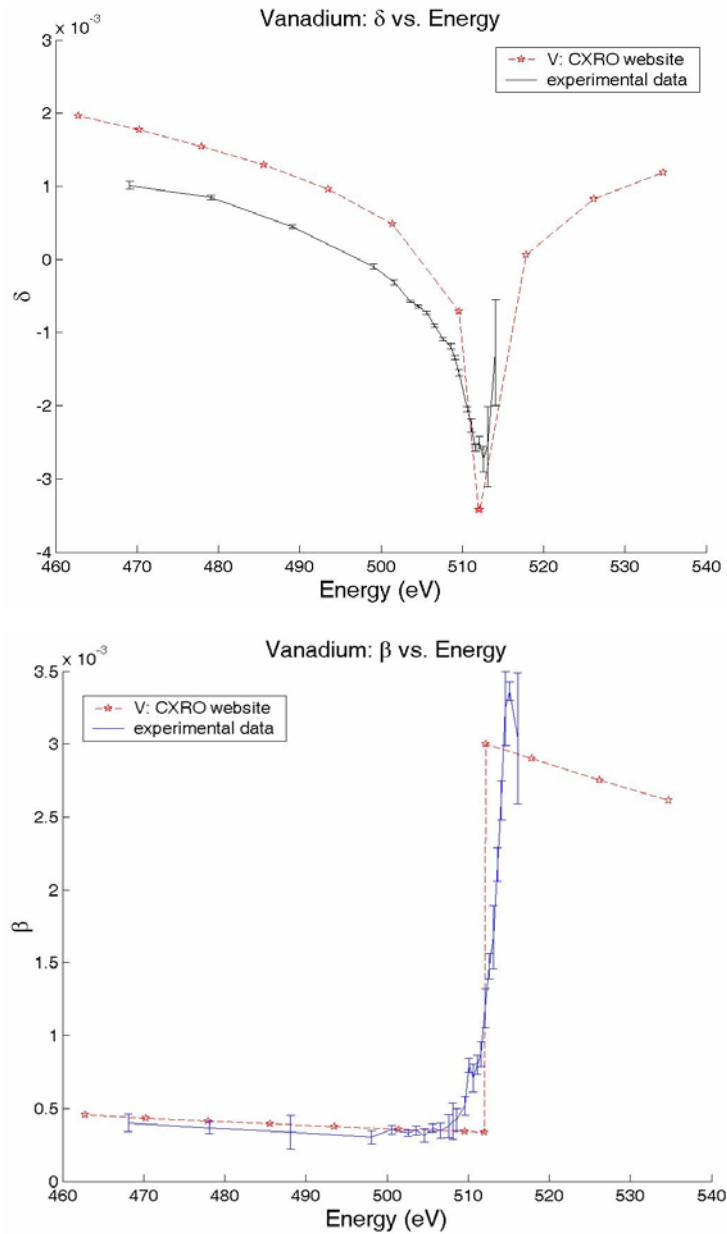 Vanadium: δ vs. Energy
x 10⁻³
3
2
1
0
-1
-2
-3
-4
δ
V: CXRO website
experimental data
460 470 480 490 500 510 520 530 540
Energy (eV)
Vanadium: β vs. Energy
x 10⁻³
3.5
3
2.5
2
1.5
1
0.5
0
β
V: CXRO website
experimental data
460 470 480 490 500 510 520 530 540
Energy (eV)